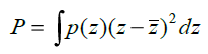 P = ∫p(z)(z − z̄)² dz